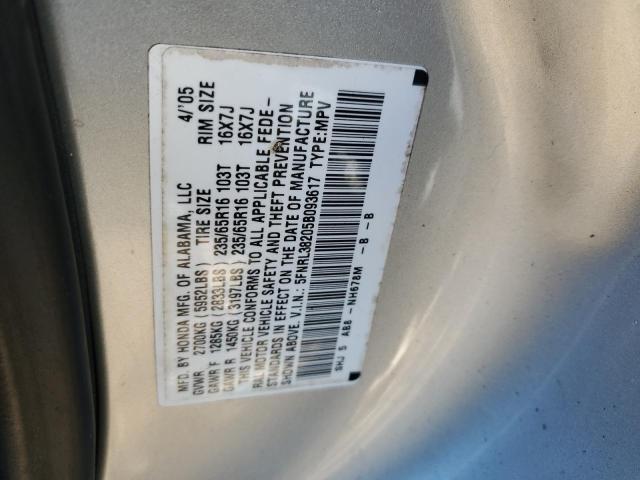 MFD. BY HONDA MFG. OF ALABAMA, LLC 4/'05
GVWR 2700KG (5952LBS) TIRE SIZE RIM SIZE
GAWR F 1285KG (2833LBS) 235/65R16 103T 16X7J
GAWR R 1450KG (3197LBS) 235/65R16 103T 16X7J
THIS VEHICLE CONFORMS TO ALL APPLICABLE FEDE-
RAL MOTOR VEHICLE SAFETY AND THEFT PREVENTION
STANDARDS IN EFFECT ON THE DATE OF MANUFACTURE
SHOWN ABOVE. V.I.N.: 5FNRL38205B093617 TYPE:MPV
SHJ 5 AB8 - NH678M - B - B